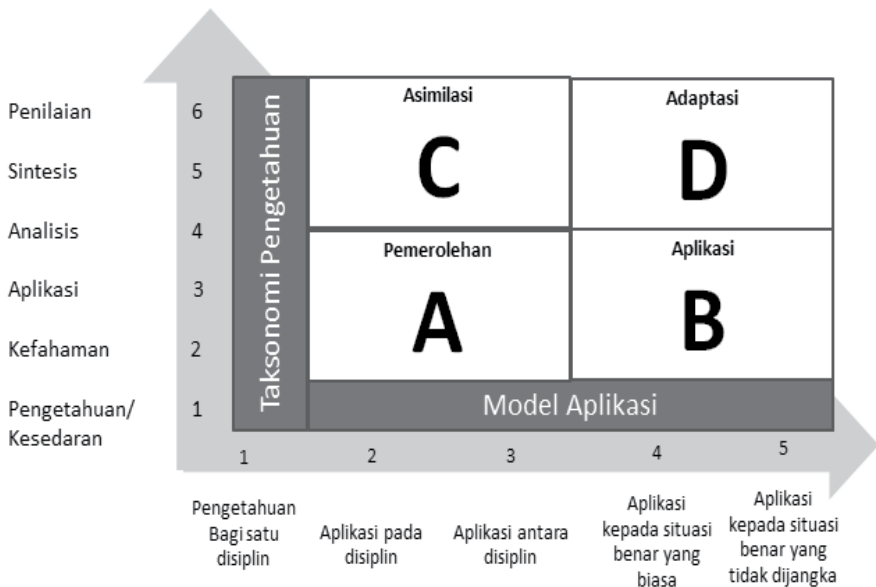 Penilaian 6
Sintesis 5
Analisis 4
Aplikasi 3
Kefahaman 2
Pengetahuan/ 1
Kesedaran
Taksonomi Pengetahuan
Asimilasi
C
Adaptasi
D
Pemerolehan
A
Aplikasi
B
Model Aplikasi
1 2 3 4 5
Pengetahuan
Bagi satu
disiplin
Aplikasi pada
disiplin
Aplikasi antara
disiplin
Aplikasi
kepada situasi
benar yang
biasa
Aplikasi
kepada situasi
benar yang
tidak dijangka